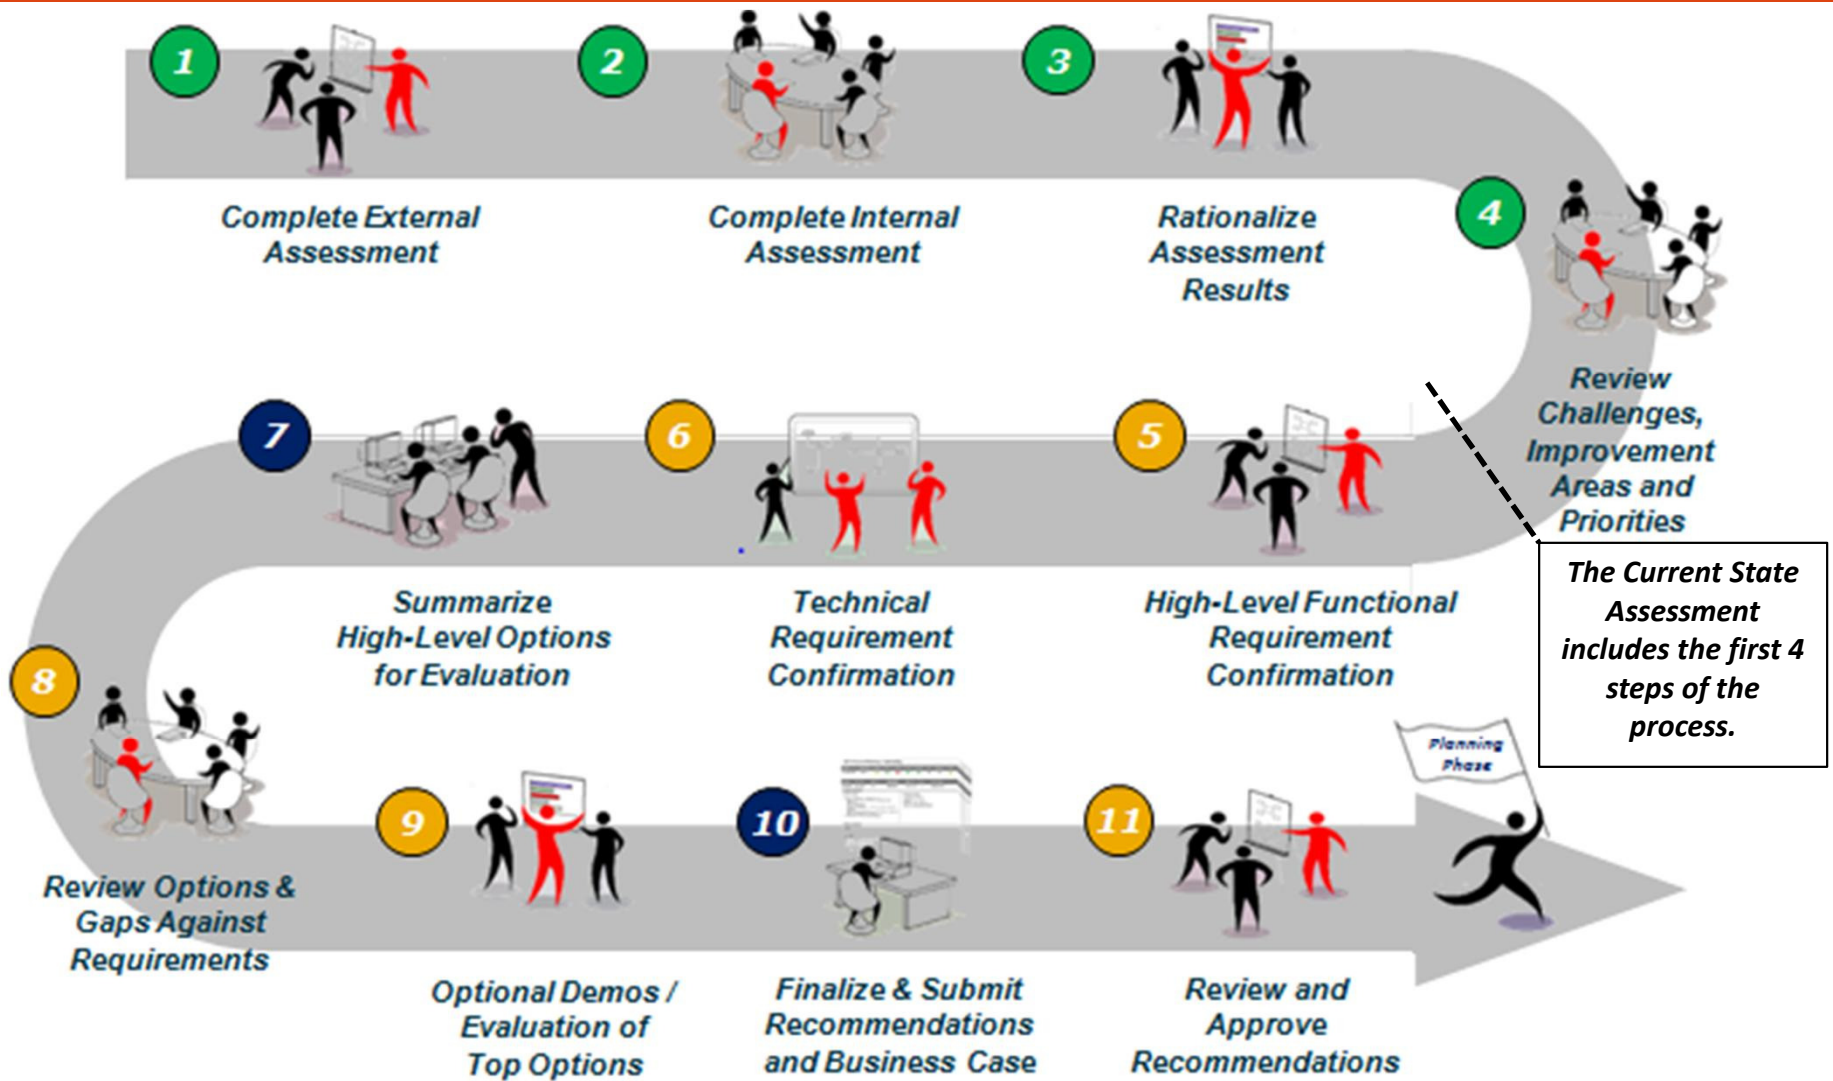 1
Complete External
Assessment
2
Complete Internal
Assessment
3
Rationalize
Assessment
Results
4
Review
Challenges,
Improvement
Areas and
Priorities
The Current State
Assessment
includes the first 4
steps of the
process.
5
High-Level Functional
Requirement
Confirmation
6
Technical
Requirement
Confirmation
7
Summarize
High-Level Options
for Evaluation
8
Review Options &
Gaps Against
Requirements
9
Optional Demos /
Evaluation of
Top Options
10
Finalize & Submit
Recommendations
and Business Case
11
Review and
Approve
Recommendations
Planning
Phase